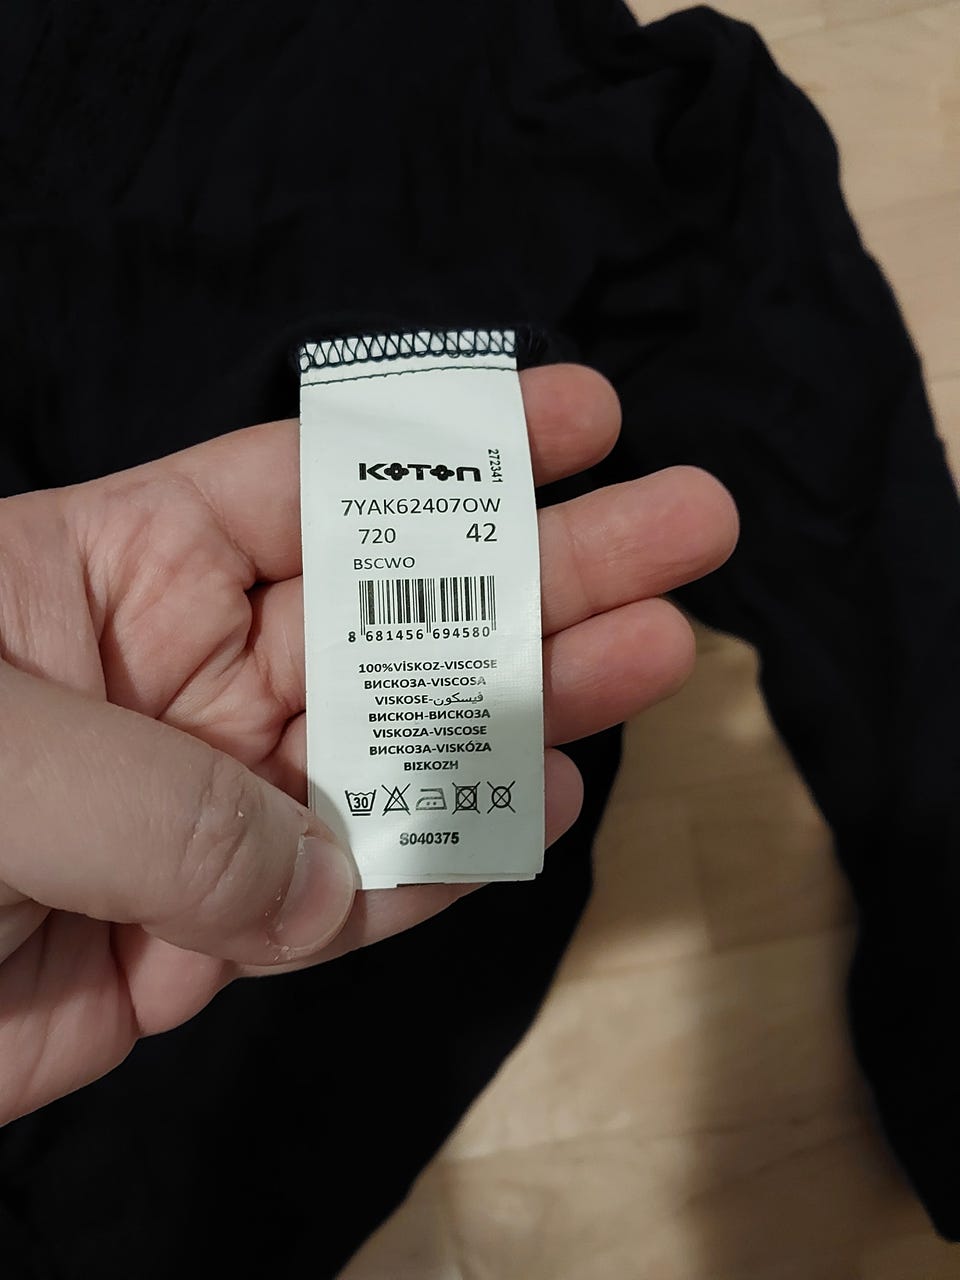 KOTON
272341
7YAK62407OW
720 42
BSCWO
8 681456 694580
100%VİSKOZ-VISCOSE
ВИСКОЗА-VISCOSA
VISKOSE-فيسكون
ВИСКОН-ВИСКОЗА
VISKOZA-VISCOSE
ВИСКОЗА-VISKÓZA
ΒΙΣΚΟΖΗ
30
S040375